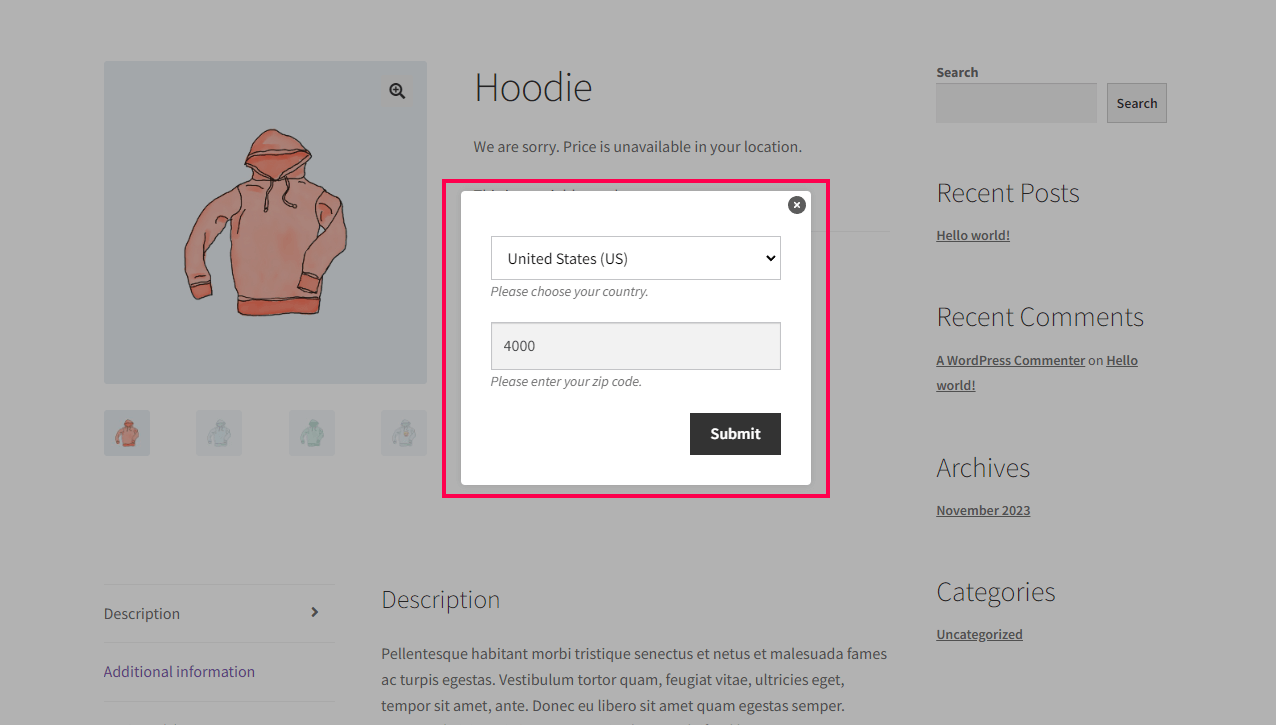 Hoodie
We are sorry. Price is unavailable in your location.
United States (US)
Please choose your country.
4000
Please enter your zip code.
Submit
Search
Search
Recent Posts
Hello world!
Recent Comments
A WordPress Commenter on Hello
world!
Archives
November 2023
Categories
Uncategorized
Description
Additional information
Description
Pellentesque habitant morbi tristique senectus et netus et malesuada fames
ac turpis egestas. Vestibulum tortor quam, feugiat vitae, ultricies eget,
tempor sit amet, ante. Donec eu libero sit amet quam egestas semper.